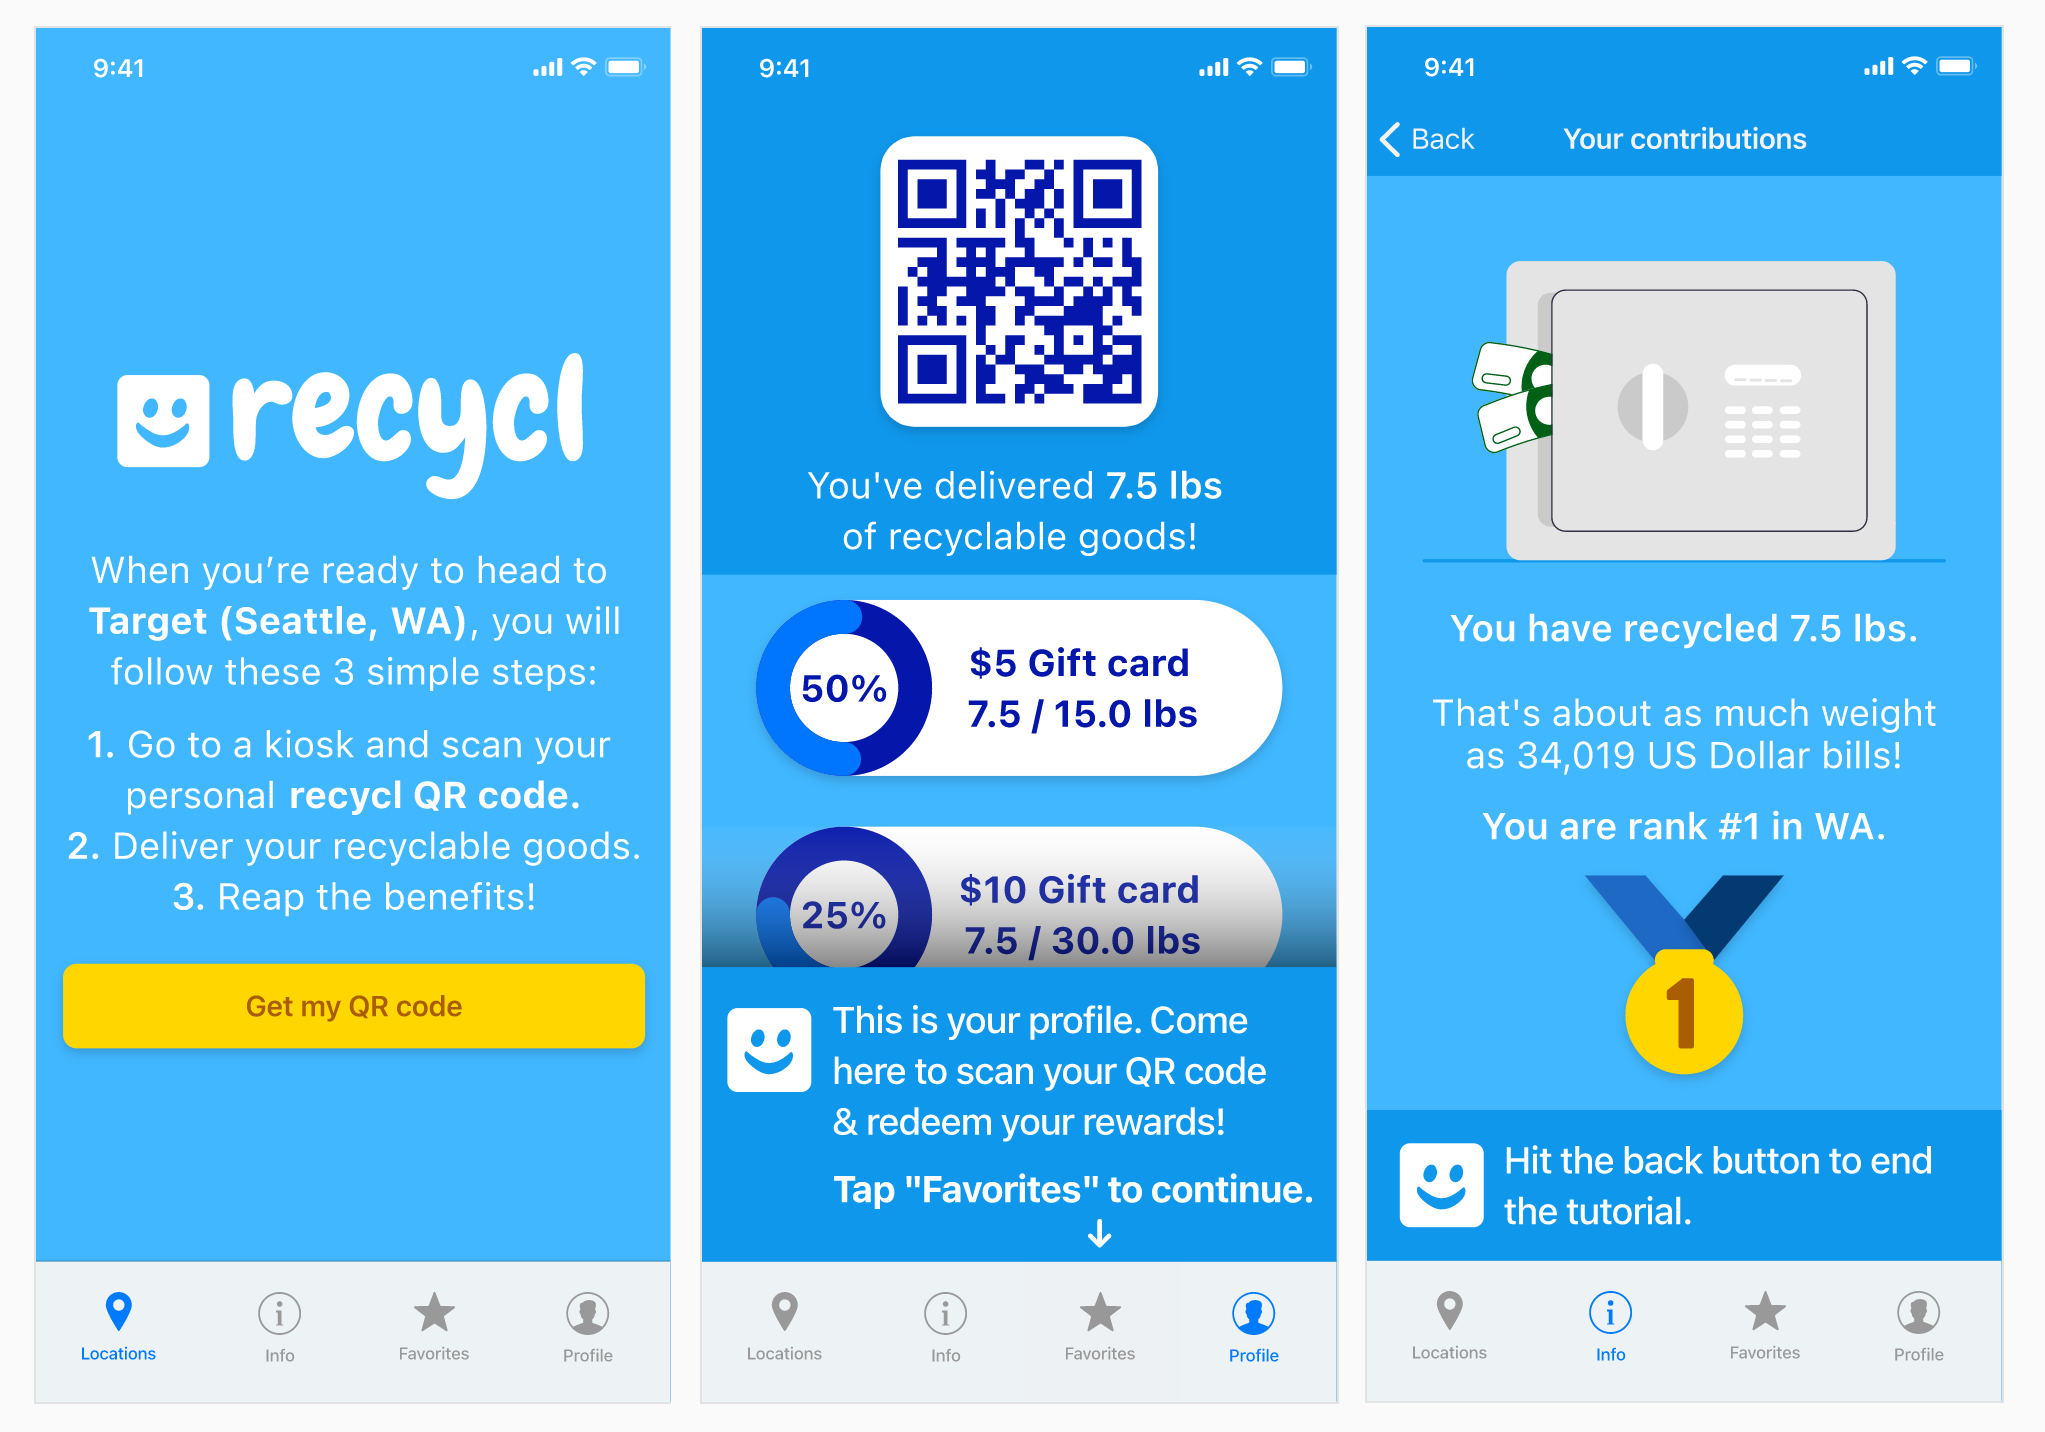 9:41
recycl
When you’re ready to head to
Target (Seattle, WA), you will
follow these 3 simple steps:
1. Go to a kiosk and scan your
personal recycl QR code.
2. Deliver your recyclable goods.
3. Reap the benefits!
Get my QR code
Locations
Info
Favorites
Profile
9:41
You've delivered 7.5 lbs
of recyclable goods!
50%
$5 Gift card
7.5 / 15.0 lbs
25%
$10 Gift card
7.5 / 30.0 lbs
This is your profile. Come
here to scan your QR code
& redeem your rewards!
Tap "Favorites" to continue.
Locations
Info
Favorites
Profile
9:41
Back
Your contributions
You have recycled 7.5 lbs.
That's about as much weight
as 34,019 US Dollar bills!
You are rank #1 in WA.
1
Hit the back button to end
the tutorial.
Locations
Info
Favorites
Profile